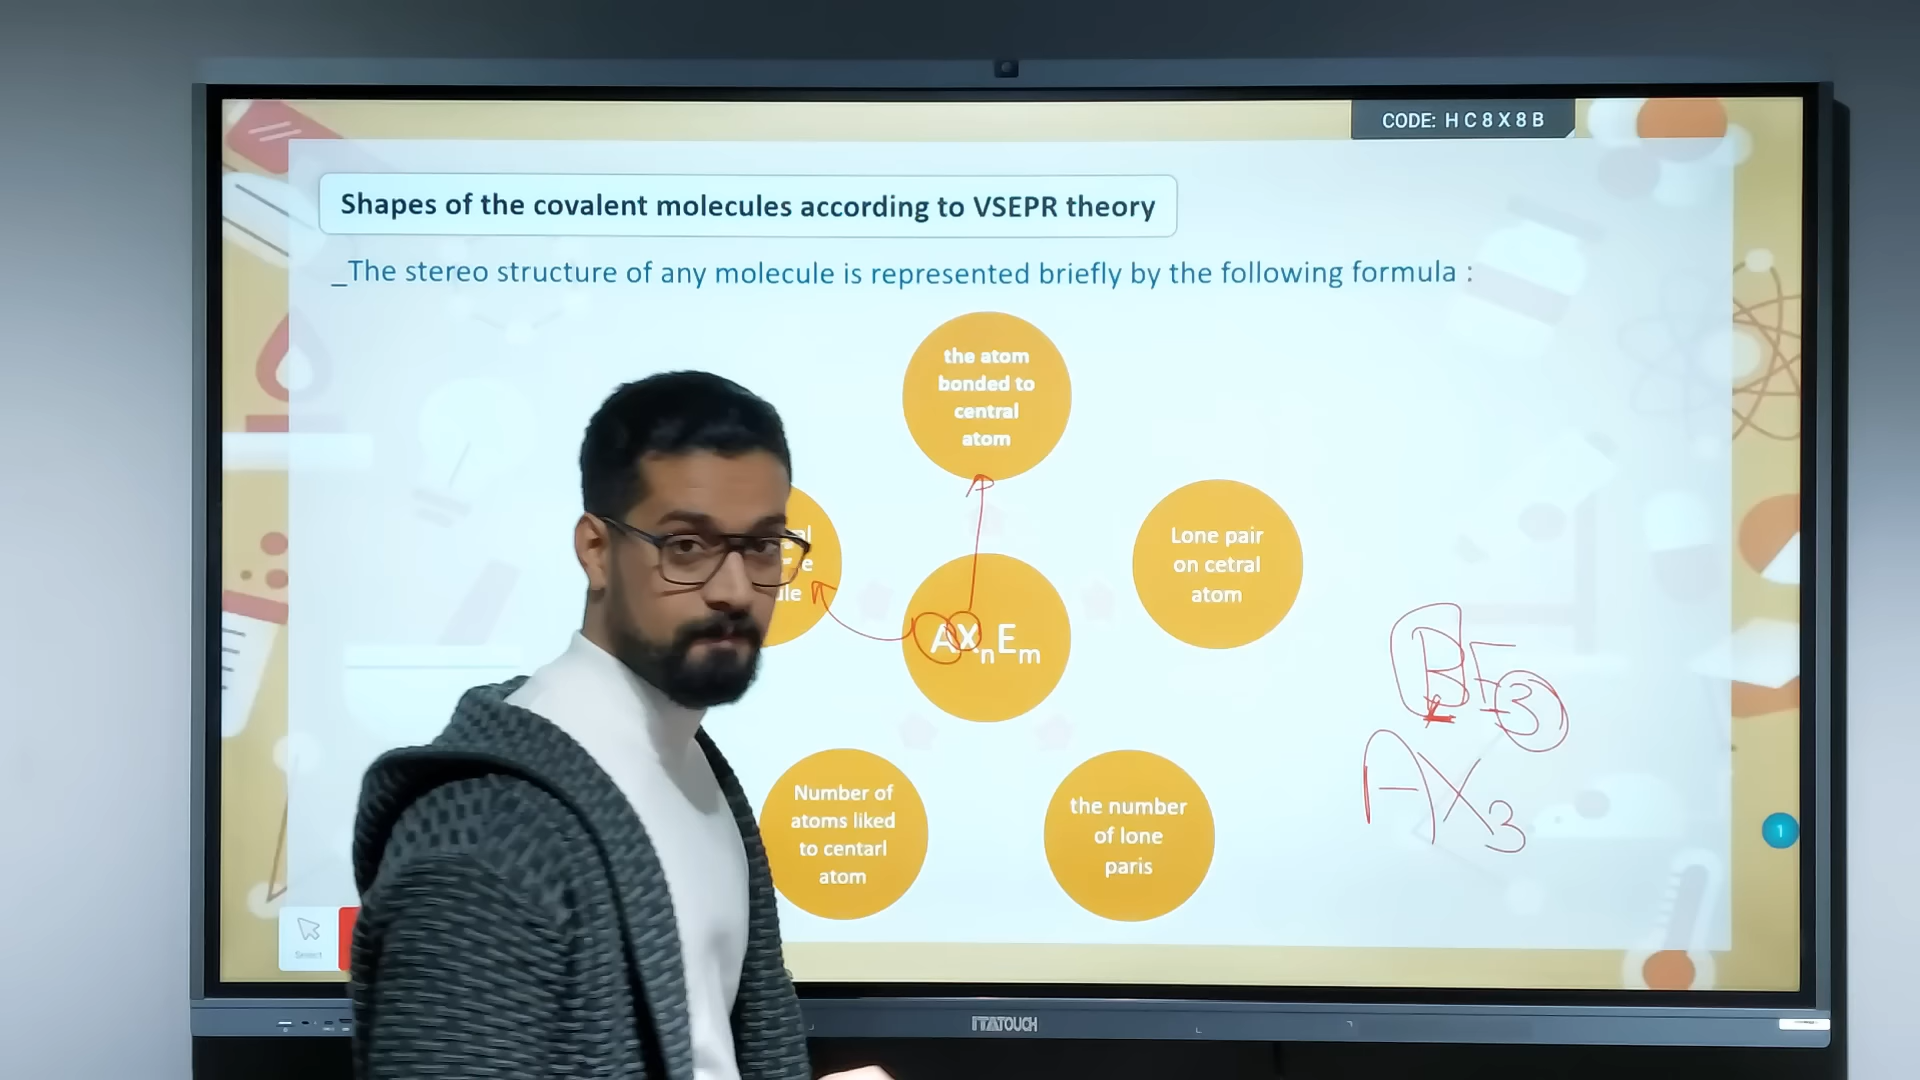 CODE: HC8X8B
Shapes of the covalent molecules according to VSEPR theory
_The stereo structure of any molecule is represented briefly by the following formula :
the atom
bonded to
central
atom
Lone pair
on cetral
atom
AXnEm
BF3
AX3
Number of
atoms liked
to centarl
atom
the number
of lone
paris
1
Select
ITATOUCH